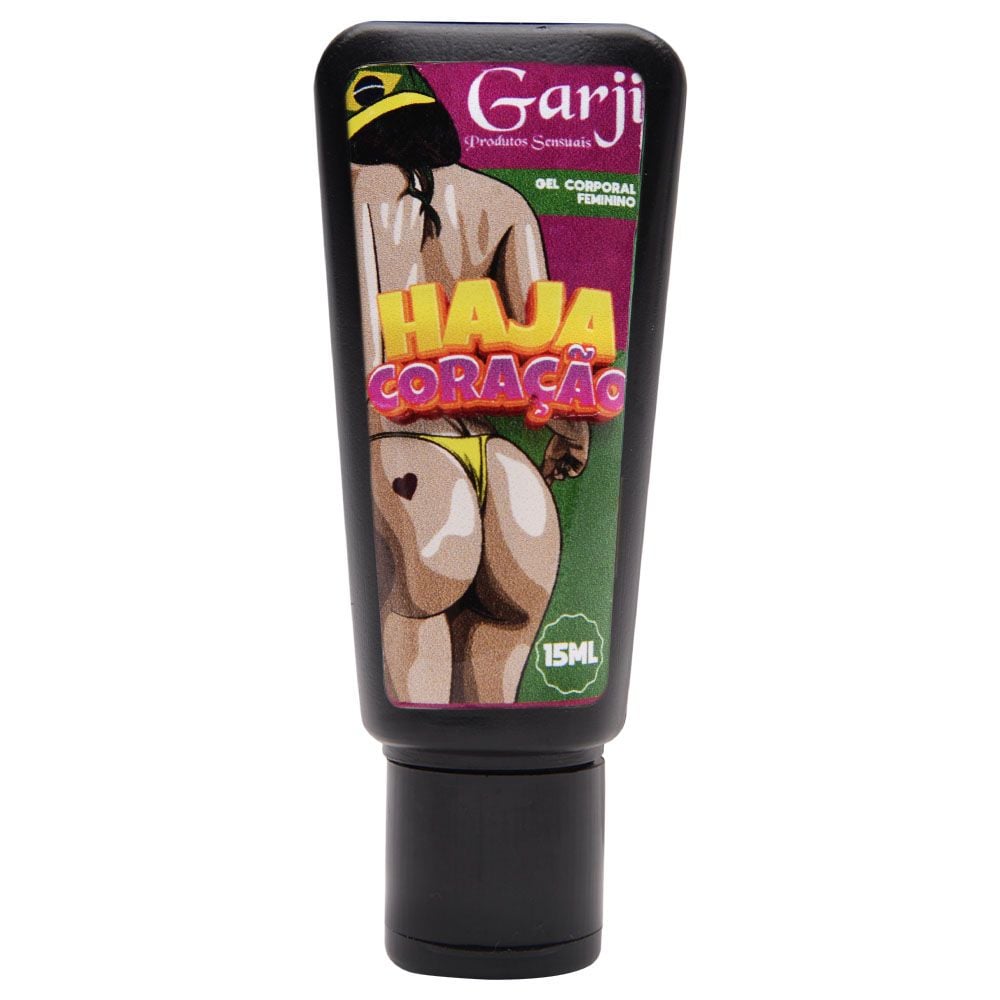 Garji
Produtos Sensuais
GEL CORPORAL
FEMININO
HAJA
CORAÇÃO
15ML